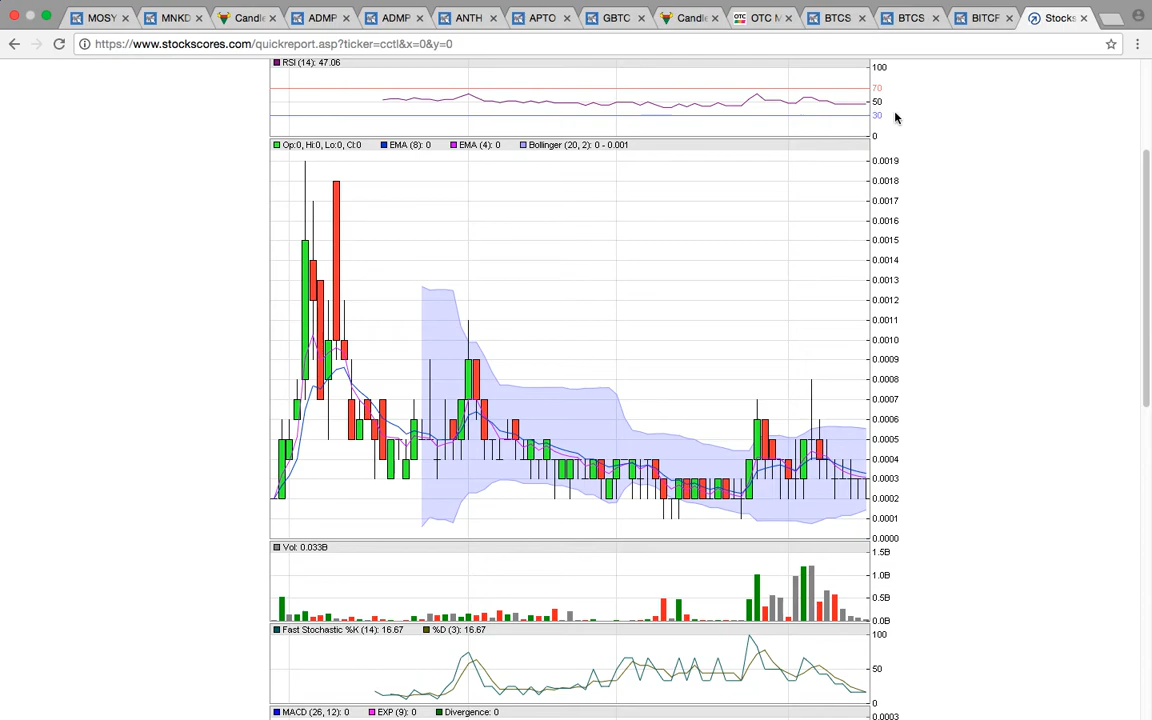 MOSY
MNKD
Candle
ADMP
ADMP
ANTH
APTO
GBTC
Candle
OTC M
BTCS
BTCS
BITCF
Stocks
https://www.stockscores.com/quickreport.asp?ticker=cctl&x=0&y=0
RSI (14): 47.06
100
70
50
30
0
Op:0, Hi:0, Lo:0, Cl:0 EMA (8): 0 EMA (4): 0 Bollinger (20, 2): 0 - 0.001
0.0019
0.0018
0.0017
0.0016
0.0015
0.0014
0.0013
0.0012
0.0011
0.0010
0.0009
0.0008
0.0007
0.0006
0.0005
0.0004
0.0003
0.0002
0.0001
0.0000
Vol: 0.033B
1.5B
1.0B
0.5B
0.0B
Fast Stochastic %K (14): 16.67 %D (3): 16.67
100
50
0
MACD (26, 12): 0 EXP (9): 0 Divergence: 0
0.0003